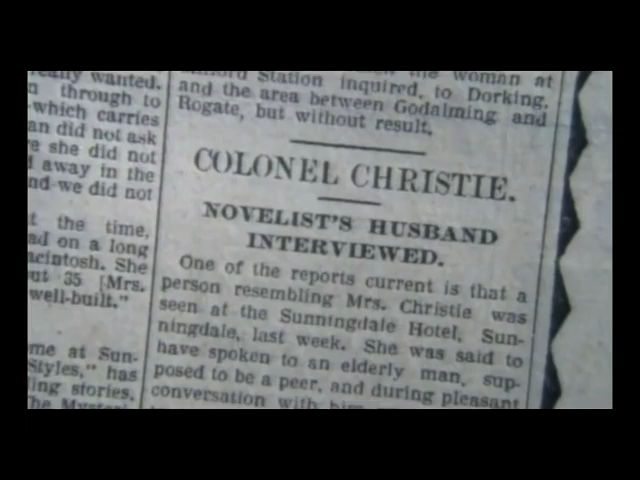 really wanted.
through to
which carries
an did not ask
she did not
away in the
nd we did not
t the time,
ad on a long
acintosh. She
ut 35 [Mrs.
well-built."
me at Sun-
Styles," has
ing stories.
he Mysteri
the woman at
Station inquired, to Dorking,
and the area between Godalming and
Rogate, but without result.
COLONEL CHRISTIE.
NOVELIST'S HUSBAND
INTERVIEWED.
One of the reports current is that a
person resembling Mrs. Christie was
seen at the Sunningdale Hotel, Sun-
ningdale, last week. She was said to
have spoken to an elderly man, sup-
posed to be a peer, and during pleasant
conversation with him